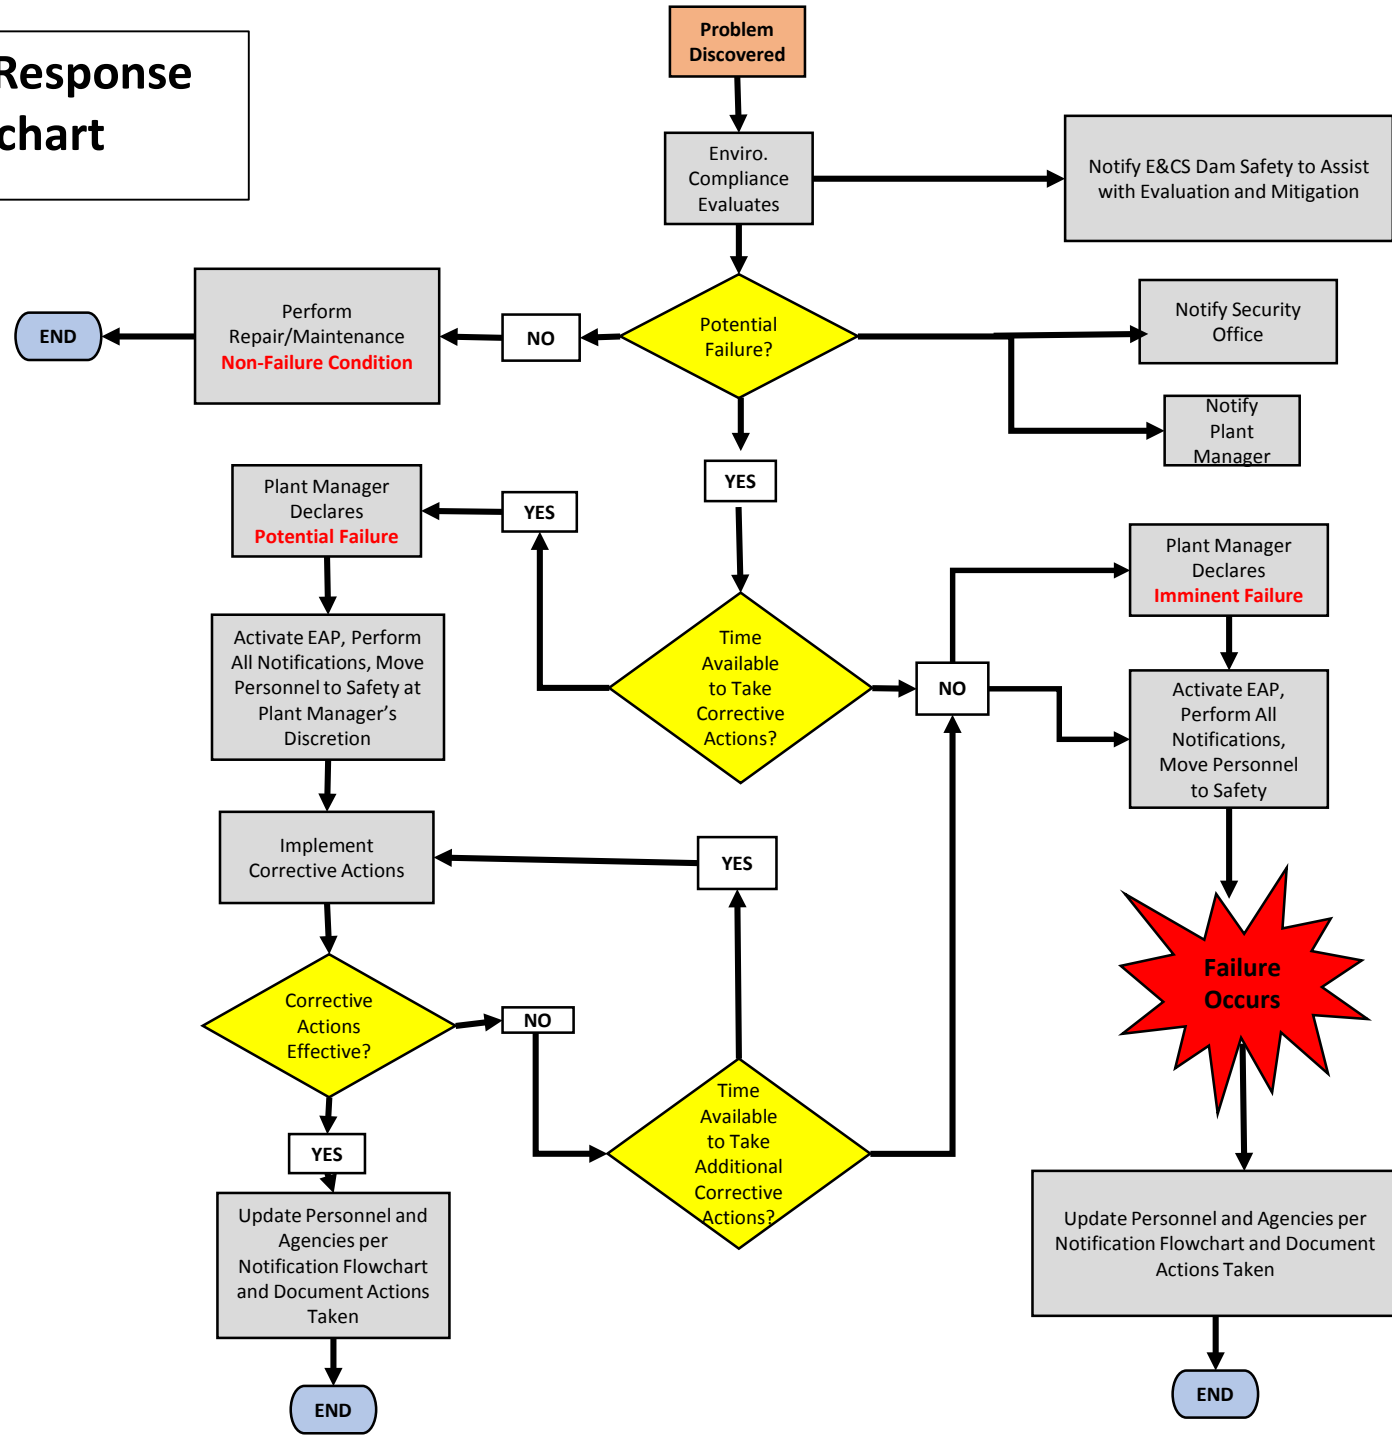 Response
chart
Problem
Discovered
Enviro.
Compliance
Evaluates
Notify E&CS Dam Safety to Assist
with Evaluation and Mitigation
END
Perform
Repair/Maintenance
Non-Failure Condition
NO
Potential
Failure?
Notify Security
Office
Notify
Plant
Manager
YES
Plant Manager
Declares
Potential Failure
YES
Plant Manager
Declares
Imminent Failure
Activate EAP, Perform
All Notifications, Move
Personnel to Safety at
Plant Manager’s
Discretion
Time
Available
to Take
Corrective
Actions?
NO
Activate EAP,
Perform All
Notifications,
Move Personnel
to Safety
Implement
Corrective Actions
YES
Failure
Occurs
Corrective
Actions
Effective?
NO
Time
Available
to Take
Additional
Corrective
Actions?
YES
Update Personnel and
Agencies per
Notification Flowchart
and Document Actions
Taken
Update Personnel and Agencies per
Notification Flowchart and Document
Actions Taken
END
END